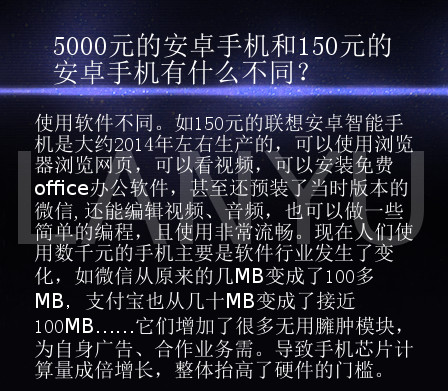 5000元的安卓手机和150元的
安卓手机有什么不同？
使用软件不同。如150元的联想安卓智能手
机是大约2014年左右生产的，可以使用浏览
器浏览网页，可以看视频，可以安装免费
office办公软件，甚至还预装了当时版本的
微信,还能编辑视频、音频，也可以做一些
简单的编程，且使用非常流畅。现在人们使
用数千元的手机主要是软件行业发生了变
化，如微信从原来的几MB变成了100多
MB，支付宝也从几十MB变成了接近
100MB……它们增加了很多无用臃肿模块，
为自身广告、合作业务需。导致手机芯片计
算量成倍增长，整体抬高了硬件的门槛。
LANYU